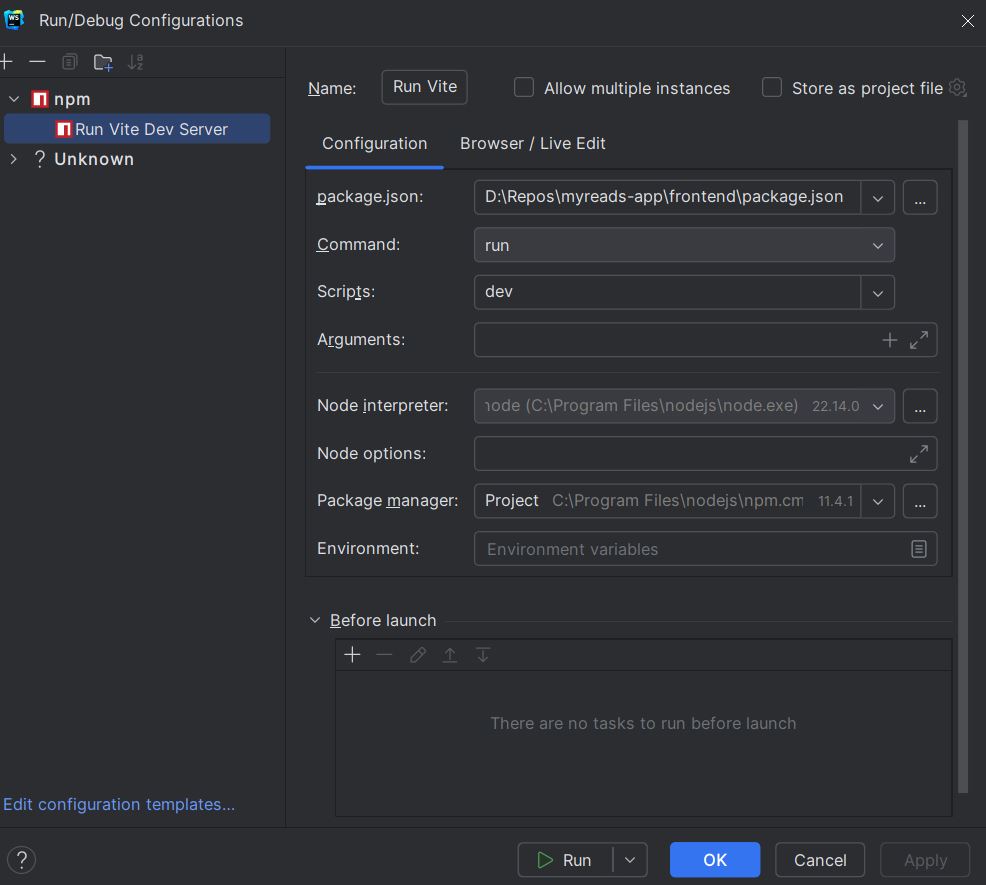 WS Run/Debug Configurations
npm
Run Vite Dev Server
? Unknown
Name: Run Vite Allow multiple instances Store as project file
Configuration Browser / Live Edit
package.json: D:\Repos\myreads-app\frontend\package.json ...
Command: run
Scripts: dev
Arguments:
Node interpreter: node (C:\Program Files\nodejs\node.exe) 22.14.0 ...
Node options:
Package manager: Project C:\Program Files\nodejs\npm.cm 11.4.1 ...
Environment: Environment variables
Before launch
There are no tasks to run before launch
Edit configuration templates...
? Run OK Cancel Apply